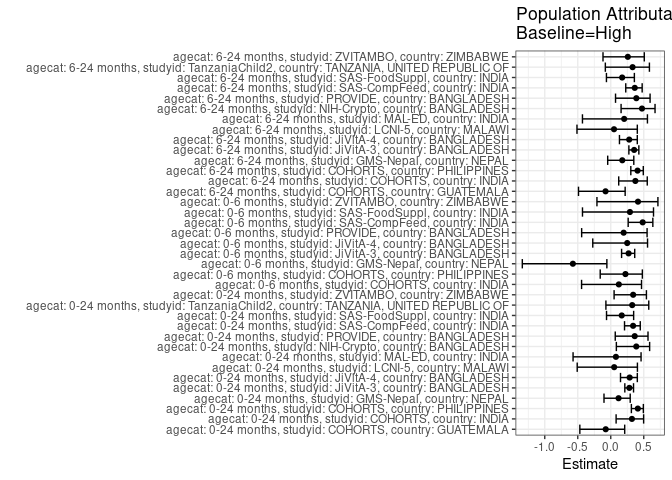 Population Attributa
Baseline=High
agecat: 6-24 months, studyid: ZVITAMBO, country: ZIMBABWE
agecat: 6-24 months, studyid: TanzaniaChild2, country: TANZANIA, UNITED REPUBLIC OF
agecat: 6-24 months, studyid: SAS-FoodSuppl, country: INDIA
agecat: 6-24 months, studyid: SAS-CompFeed, country: INDIA
agecat: 6-24 months, studyid: PROVIDE, country: BANGLADESH
agecat: 6-24 months, studyid: NIH-Crypto, country: BANGLADESH
agecat: 6-24 months, studyid: MAL-ED, country: INDIA
agecat: 6-24 months, studyid: LCNI-5, country: MALAWI
agecat: 6-24 months, studyid: JiVitA-4, country: BANGLADESH
agecat: 6-24 months, studyid: JiVitA-3, country: BANGLADESH
agecat: 6-24 months, studyid: GMS-Nepal, country: NEPAL
agecat: 6-24 months, studyid: COHORTS, country: PHILIPPINES
agecat: 6-24 months, studyid: COHORTS, country: INDIA
agecat: 6-24 months, studyid: COHORTS, country: GUATEMALA
agecat: 0-6 months, studyid: ZVITAMBO, country: ZIMBABWE
agecat: 0-6 months, studyid: SAS-FoodSuppl, country: INDIA
agecat: 0-6 months, studyid: SAS-CompFeed, country: INDIA
agecat: 0-6 months, studyid: PROVIDE, country: BANGLADESH
agecat: 0-6 months, studyid: JiVitA-4, country: BANGLADESH
agecat: 0-6 months, studyid: JiVitA-3, country: BANGLADESH
agecat: 0-6 months, studyid: GMS-Nepal, country: NEPAL
agecat: 0-6 months, studyid: COHORTS, country: PHILIPPINES
agecat: 0-6 months, studyid: COHORTS, country: INDIA
agecat: 0-24 months, studyid: ZVITAMBO, country: ZIMBABWE
agecat: 0-24 months, studyid: TanzaniaChild2, country: TANZANIA, UNITED REPUBLIC OF
agecat: 0-24 months, studyid: SAS-FoodSuppl, country: INDIA
agecat: 0-24 months, studyid: SAS-CompFeed, country: INDIA
agecat: 0-24 months, studyid: PROVIDE, country: BANGLADESH
agecat: 0-24 months, studyid: NIH-Crypto, country: BANGLADESH
agecat: 0-24 months, studyid: MAL-ED, country: INDIA
agecat: 0-24 months, studyid: LCNI-5, country: MALAWI
agecat: 0-24 months, studyid: JiVitA-4, country: BANGLADESH
agecat: 0-24 months, studyid: JiVitA-3, country: BANGLADESH
agecat: 0-24 months, studyid: GMS-Nepal, country: NEPAL
agecat: 0-24 months, studyid: COHORTS, country: PHILIPPINES
agecat: 0-24 months, studyid: COHORTS, country: INDIA
agecat: 0-24 months, studyid: COHORTS, country: GUATEMALA
-1.0 -0.5 0.0 0.5
Estimate